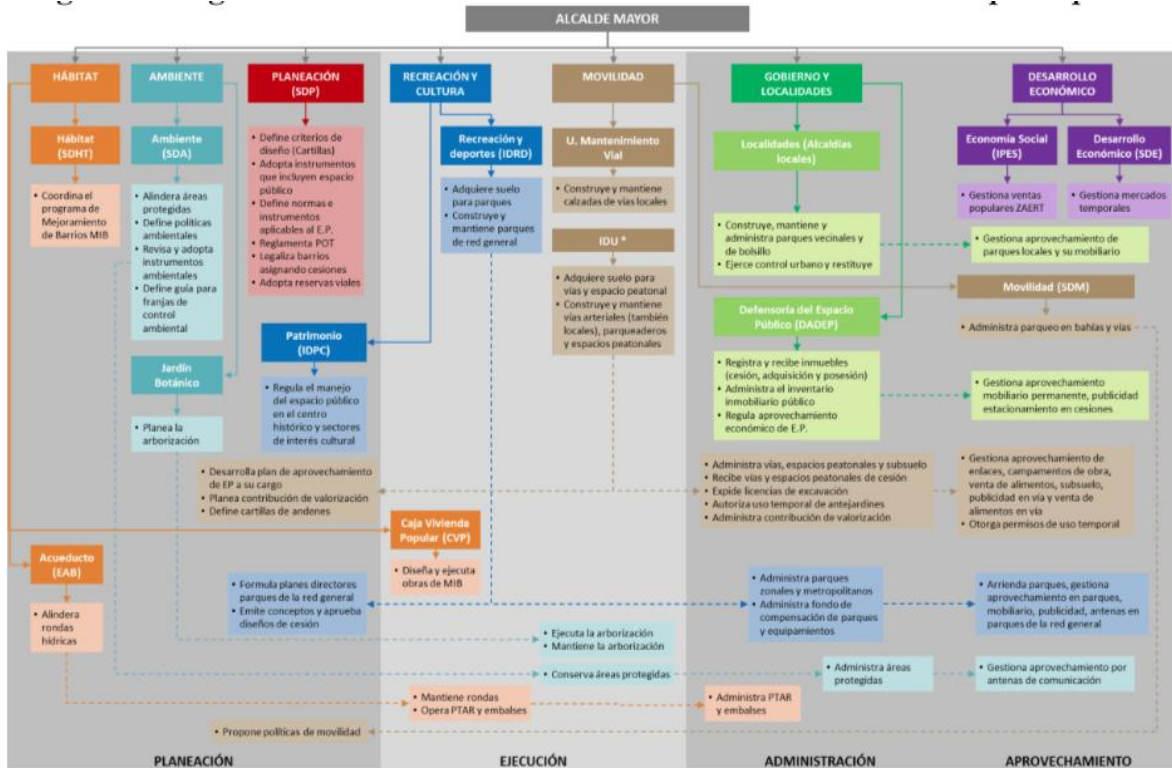 ALCALDE MAYOR
HÁBITAT
AMBIENTE
PLANEACIÓN
(SDP)
RECREACIÓN Y
CULTURA
MOVILIDAD
GOBIERNO Y
LOCALIDADES
DESARROLLO
ECONÓMICO
Hábitat
(SDHT)
• Coordina el
programa de
Mejoramiento
de Barrios MIB
Ambiente
(SDA)
• Alindera áreas
protegidas
• Define políticas
ambientales
• Revisa y adopta
instrumentos
ambientales
• Define guía para
franjas de
control
ambiental
• Define criterios de
diseño (Cartillas)
• Adopta instrumentos
que incluyen espacio
público
• Define normas e
instrumentos
aplicables al E.P.
• Reglamenta POT
• Legaliza barrios
asignando cesiones
• Adopta reservas viales
Recreación y
deportes (IDRD)
• Adquiere suelo
para parques
• Construye y
mantiene parques
de red general
U. Mantenimiento
Vial
• Construye y mantiene
calzadas de vías locales
IDU *
• Adquiere suelo para
vías y espacio peatonal
• Construye y mantiene
vías arteriales (también
locales), parqueaderos
y espacios peatonales
Localidades (Alcaldías
locales)
• Construye, mantiene y
administra parques vecinales y
de bolsillo
• Ejerce control urbano y restituye
Economía Social
(IPES)
• Gestiona ventas
populares ZAERT
Desarrollo
Económico (SDE)
• Gestiona mercados
temporales
• Gestiona aprovechamiento de
parques locales y su mobiliario
Movilidad (SDM)
• Administra parqueo en bahías y vías
Defensoría del Espacio
Público (DADEP)
• Registra y recibe inmuebles
(cesión, adquisición y posesión)
• Administra el inventario
inmobiliario público
• Regula aprovechamiento
económico de E.P.
• Gestiona aprovechamiento
mobiliario permanente, publicidad
estacionamiento en cesiones
Patrimonio
(IDPC)
• Regula el manejo
del espacio público
en el centro
histórico y sectores
de interés cultural
Jardín
Botánico
• Planea la
arborización
• Desarrolla plan de aprovechamiento
de EP a su cargo
• Planea contribución de valorización
• Define cartillas de andenes
• Administra vías, espacios peatonales y subsuelo
• Recibe vías y espacios peatonales de cesión
• Expide licencias de excavación
• Autoriza uso temporal de antejardines
• Administra contribución de valorización
• Gestiona aprovechamiento de
enlaces, campamentos de obra,
venta de alimentos, subsuelo,
publicidad en vía y venta de
alimentos en vía
• Otorga permisos de uso temporal
Caja Vivienda
Popular (CVP)
• Diseña y ejecuta
obras de MIB
Acueducto
(EAB)
• Alindera
rondas
hídricas
• Formula planes directores
parques de la red general
• Emite conceptos y aprueba
diseños de cesión
• Administra parques
zonales y metropolitanos
• Administra fondo de
compensación de parques
y equipamientos
• Arrienda parques, gestiona
aprovechamiento en parques,
mobiliario, publicidad, antenas en
parques de la red general
• Ejecuta la arborización
• Mantiene la arborización
• Conserva áreas protegidas
• Administra áreas
protegidas
• Gestiona aprovechamiento por
antenas de comunicación
• Mantiene rondas
• Opera PTAR y embalses
• Administra PTAR
y embalses
• Propone políticas de movilidad
PLANEACIÓN
EJECUCIÓN
ADMINISTRACIÓN
APROVECHAMIENTO